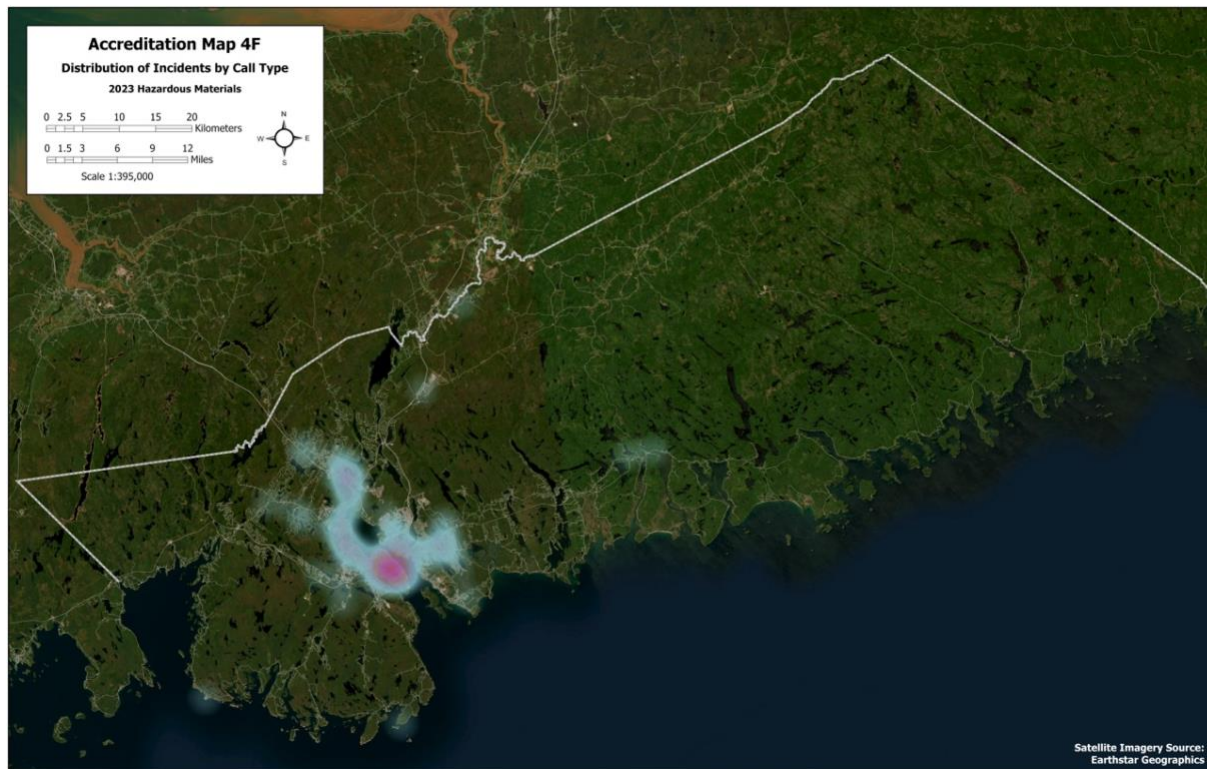 Accreditation Map 4F
Distribution of Incidents by Call Type
2023 Hazardous Materials
0 2.5 5 10 15 20
Kilometers
0 1.5 3 6 9 12
Miles
Scale 1:395,000
N
W E
S
Satellite Imagery Source:
Earthstar Geographics